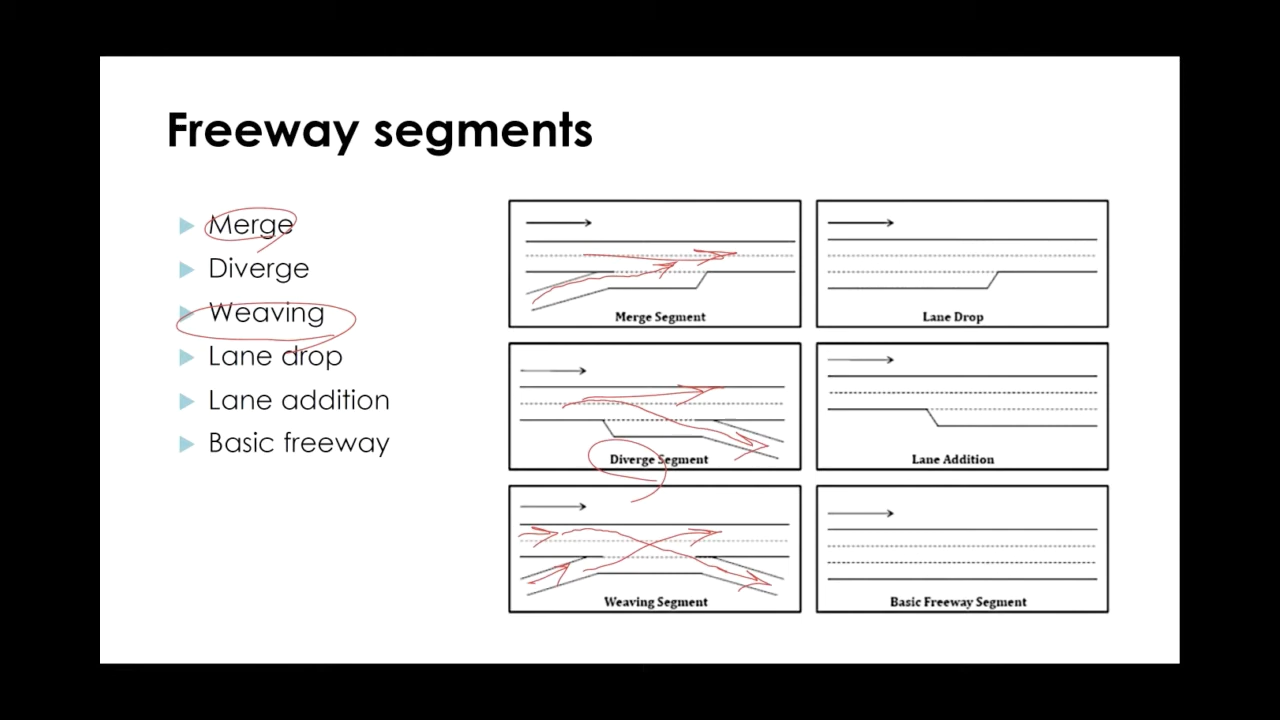 Freeway segments
Merge
Diverge
Weaving
Lane drop
Lane addition
Basic freeway
Merge Segment
Lane Drop
Diverge Segment
Lane Addition
Weaving Segment
Basic Freeway Segment